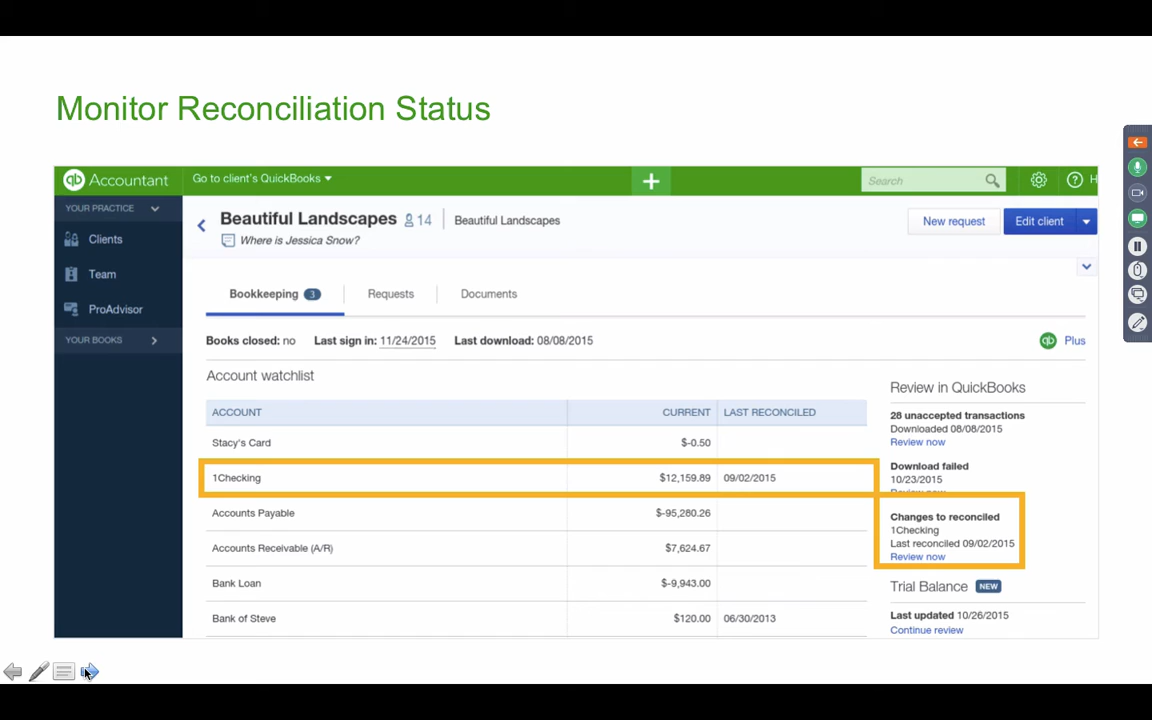 Monitor Reconciliation Status
qb Accountant
Go to client's QuickBooks
Search
H
YOUR PRACTICE
Clients
Team
ProAdvisor
YOUR BOOKS
Beautiful Landscapes 14 Beautiful Landscapes
Where is Jessica Snow?
New request
Edit client
Bookkeeping 3 Requests Documents
Books closed: no Last sign in: 11/24/2015 Last download: 08/08/2015
qb Plus
Account watchlist
ACCOUNT CURRENT LAST RECONCILED
Stacy's Card $-0.50
1Checking $12,159.89 09/02/2015
Accounts Payable $-95,280.26
Accounts Receivable (A/R) $7,624.67
Bank Loan $-9,943.00
Bank of Steve $120.00 06/30/2013
Review in QuickBooks
28 unaccepted transactions
Downloaded 08/08/2015
Review now
Download failed
10/23/2015
Review now
Changes to reconciled
1Checking
Last reconciled 09/02/2015
Review now
Trial Balance NEW
Last updated 10/26/2015
Continue review